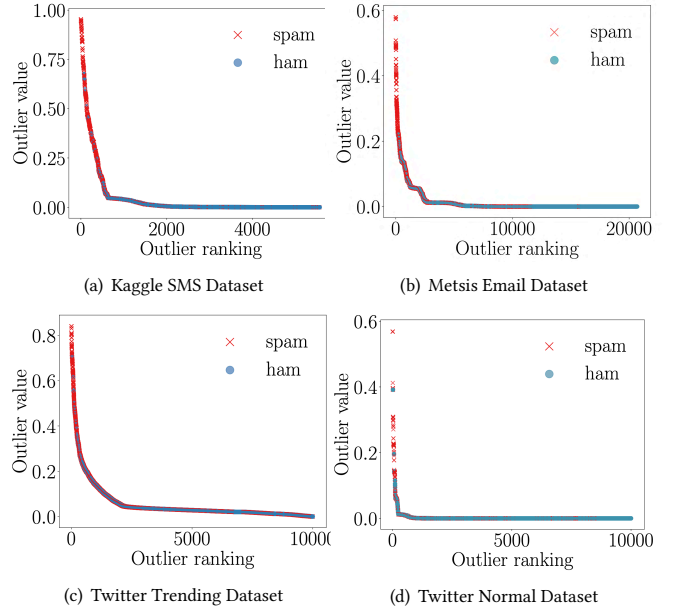 1.00
0.75
0.50
0.25
0.00
Outlier value
spam
ham
0
2000
4000
Outlier ranking
(a) Kaggle SMS Dataset
0.6
0.4
0.2
0.0
Outlier value
spam
ham
0
10000
20000
Outlier ranking
(b) Metsis Email Dataset
0.8
0.6
0.4
0.2
0.0
Outlier value
spam
ham
0
5000
10000
Outlier ranking
(c) Twitter Trending Dataset
0.6
0.4
0.2
0.0
Outlier value
spam
ham
0
5000
10000
Outlier ranking
(d) Twitter Normal Dataset